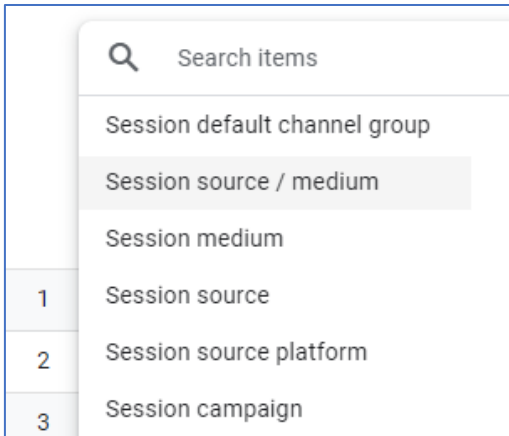 Search items
Session default channel group
Session source / medium
Session medium
1
Session source
2
Session source platform
3
Session campaign